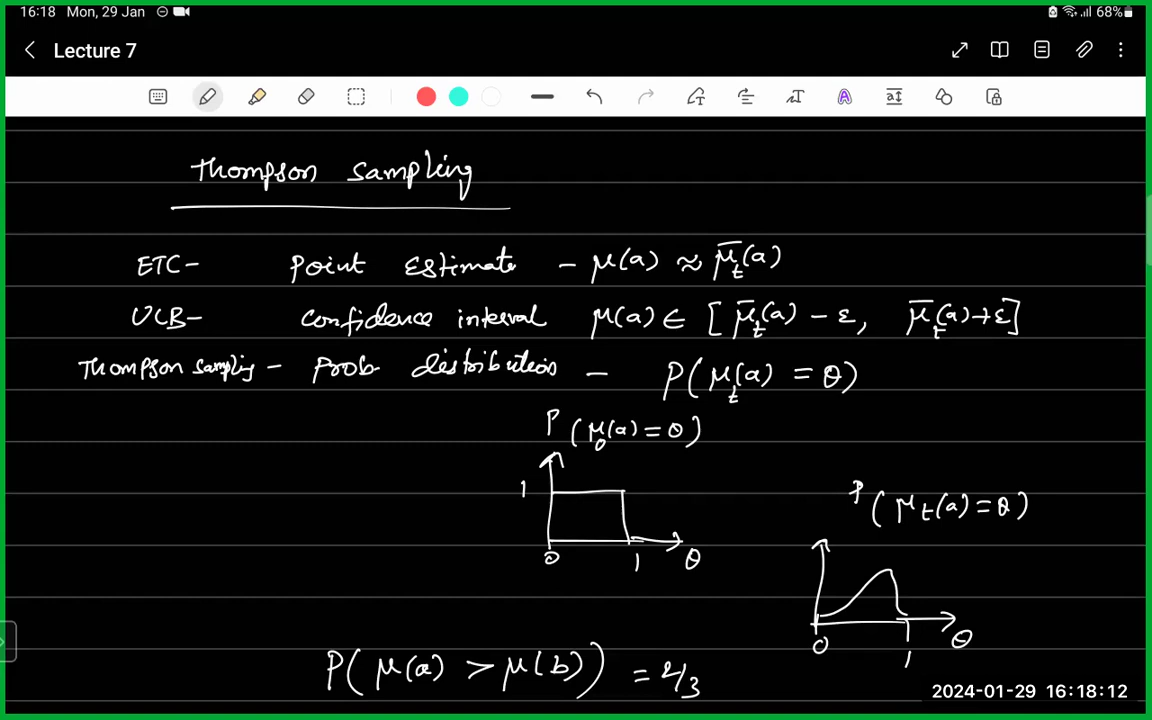 16:18 Mon, 29 Jan 68%
Lecture 7
Thompson Sampling
ETC- Point Estimate - μ(a) ≈ μ̄_t(a)
UCB- Confidence interval μ(a) ∈ [μ̄_t(a) - ε, μ̄_t(a) + ε]
Thompson Sampling - Prob distribution - P(μ_t(a) = θ)
P(μ_0(a) = θ)
1
0 1 θ
P(μ_t(a) = θ)
0 1 θ
P(μ(a) > μ(b)) = 2/3
2024-01-29 16:18:12